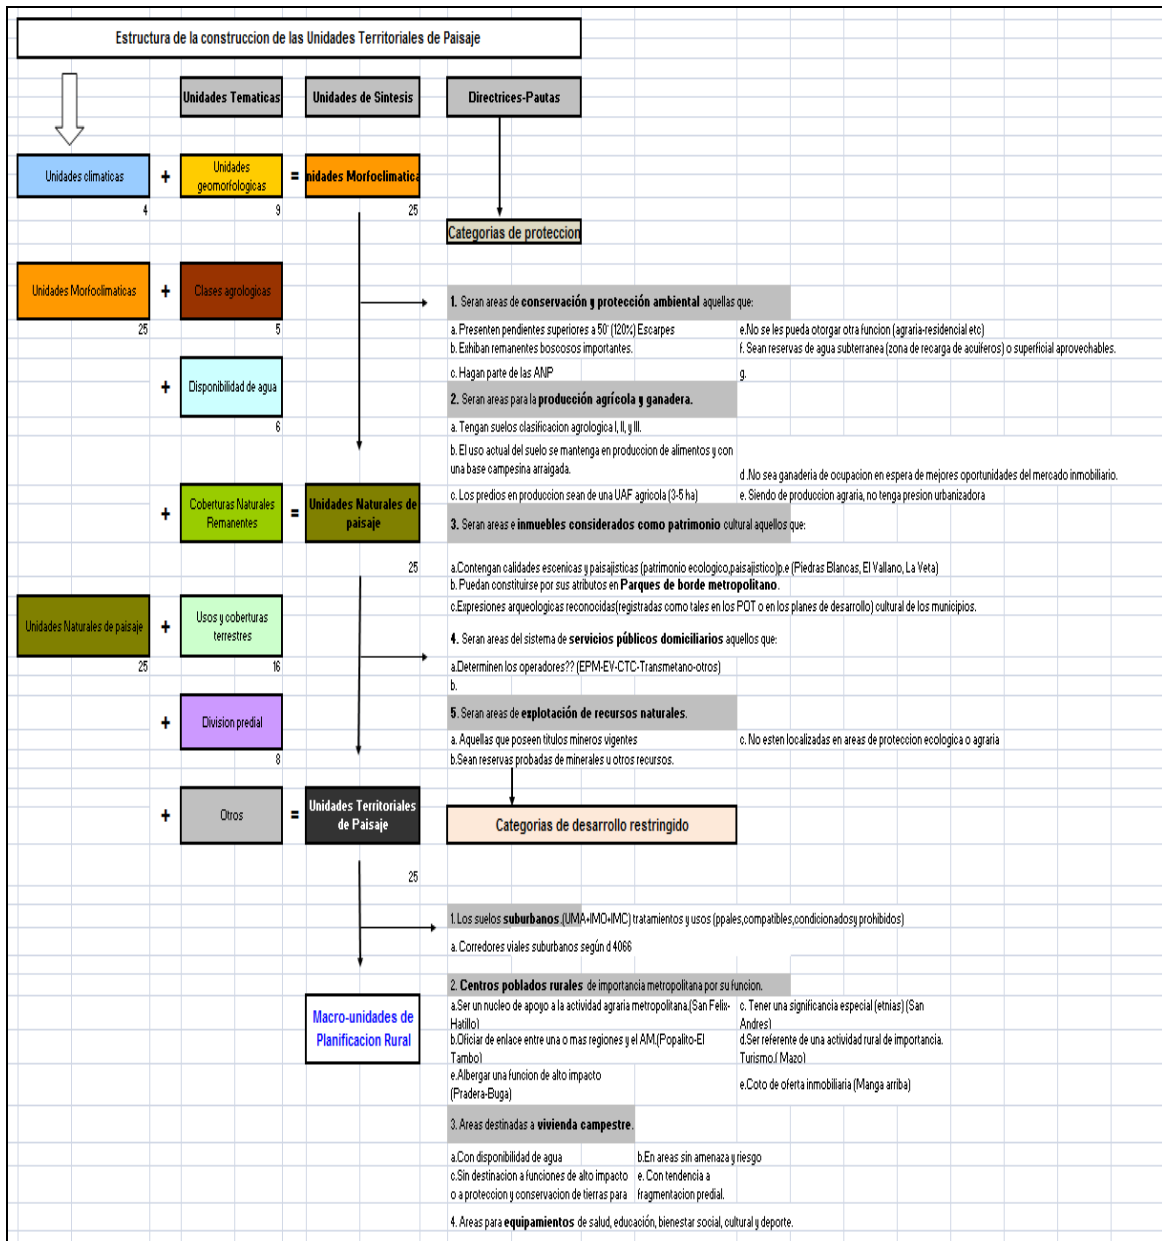 Estructura de la construccion de las Unidades Territoriales de Paisaje
Unidades Tematicas
Unidades de Sintesis
Directrices-Pautas
Unidades climaticas
+
Unidades
geomorfologicas
=
nidades Morfoclimatica
4
9
25
Categorias de proteccion
Unidades Morfoclimaticas
+
Clases agrologicas
25
5
1. Seran areas de conservación y protección ambiental aquellas que:
a. Presenten pendientes superiores a 50° (120%) Escarpes
e.No se les pueda otorgar otra funcion (agraria-residencial etc)
b. Exhiban remanentes boscosos importantes.
f. Sean reservas de agua subterranea (zona de recarga de acuiferos) o superficial aprovechables.
c. Hagan parte de las ANP
g.
+
Disponibilidad de agua
6
2. Seran areas para la producción agrícola y ganadera.
a. Tengan suelos clasificacion agrologica I, II, y III.
b. El uso actual del suelo se mantenga en produccion de alimentos y con
una base campesina arraigada.
d .No sea ganaderia de ocupacion en espera de mejores oportunidades del mercado inmobiliario.
c. Los predios en produccion sean de una UAF agricola (3-5 ha)
e. Siendo de produccion agraria, no tenga presion urbanizadora
+
Coberturas Naturales
Remanentes
=
Unidades Naturales de
paisaje
25
3. Seran areas e inmuebles considerados como patrimonio cultural aquellos que:
a.Contengan calidades escenicas y paisajisticas (patrimonio ecologico,paisajistico)p.e (Piedras Blancas, El Vallano, La Veta)
b. Puedan constituirse por sus atributos en Parques de borde metropolitano.
c.Expresiones arqueologicas reconocidas(registradas como tales en los POT o en los planes de desarrollo) cultural de los municipios.
Unidades Naturales de paisaje
+
Usos y coberturas
terrestres
25
16
4. Seran areas del sistema de servicios públicos domiciliarios aquellos que:
a.Determinen los operadores?? (EPM-EV-CTC-Transmetano-otros)
b.
+
Division predial
8
5. Seran areas de explotación de recursos naturales.
a. Aquellas que poseen titulos mineros vigentes
c. No esten localizadas en areas de proteccion ecologica o agraria
b.Sean reservas probadas de minerales u otros recursos.
+
Otros
=
Unidades Territoriales
de Paisaje
25
Categorias de desarrollo restringido
1.Los suelos suburbanos.(UMA+IMO+IMC) tratamientos y usos (ppales,compatibles,condicionadosy prohibidos)
a. Corredores viales suburbanos según d 4066
2. Centros poblados rurales de importancia metropolitana por su funcion.
Macro-unidades de
Planificacion Rural
a.Ser un nucleo de apoyo a la actividad agraria metropolitana.(San Felix-
Hatillo)
c. Tener una significancia especial (etnias) (San
Andres)
b.Oficiar de enlace entre una o mas regiones y el AM.(Popalito-El
Tambo)
d.Ser referente de una actividad rural de importancia.
Turismo.( Mazo)
e.Albergar una funcion de alto impacto
(Pradera-Buga)
e.Coto de oferta inmobiliaria (Manga arriba)
3. Areas destinadas a vivienda campestre.
a.Con disponibilidad de agua
b.En areas sin amenaza y riesgo
c.Sin destinacion a funciones de alto impacto
o a proteccion y conservacion de tierras para
e. Con tendencia a
fragmentacion predial.
4. Areas para equipamientos de salud, educación, bienestar social, cultural y deporte.